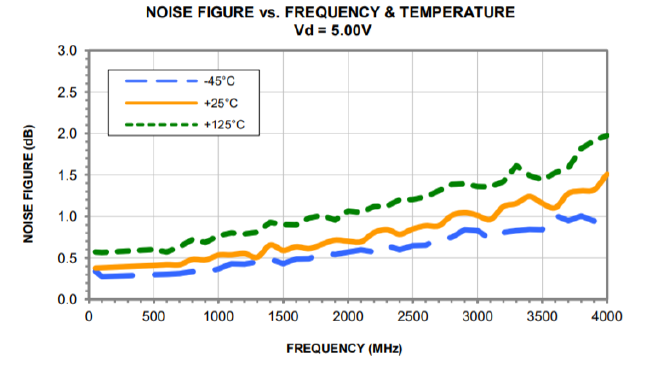 NOISE FIGURE vs. FREQUENCY & TEMPERATURE
Vd = 5.00V
3.0
2.5
2.0
1.5
1.0
0.5
0.0
NOISE FIGURE (dB)
-45°C
+25°C
+125°C
0 500 1000 1500 2000 2500 3000 3500 4000
FREQUENCY (MHz)